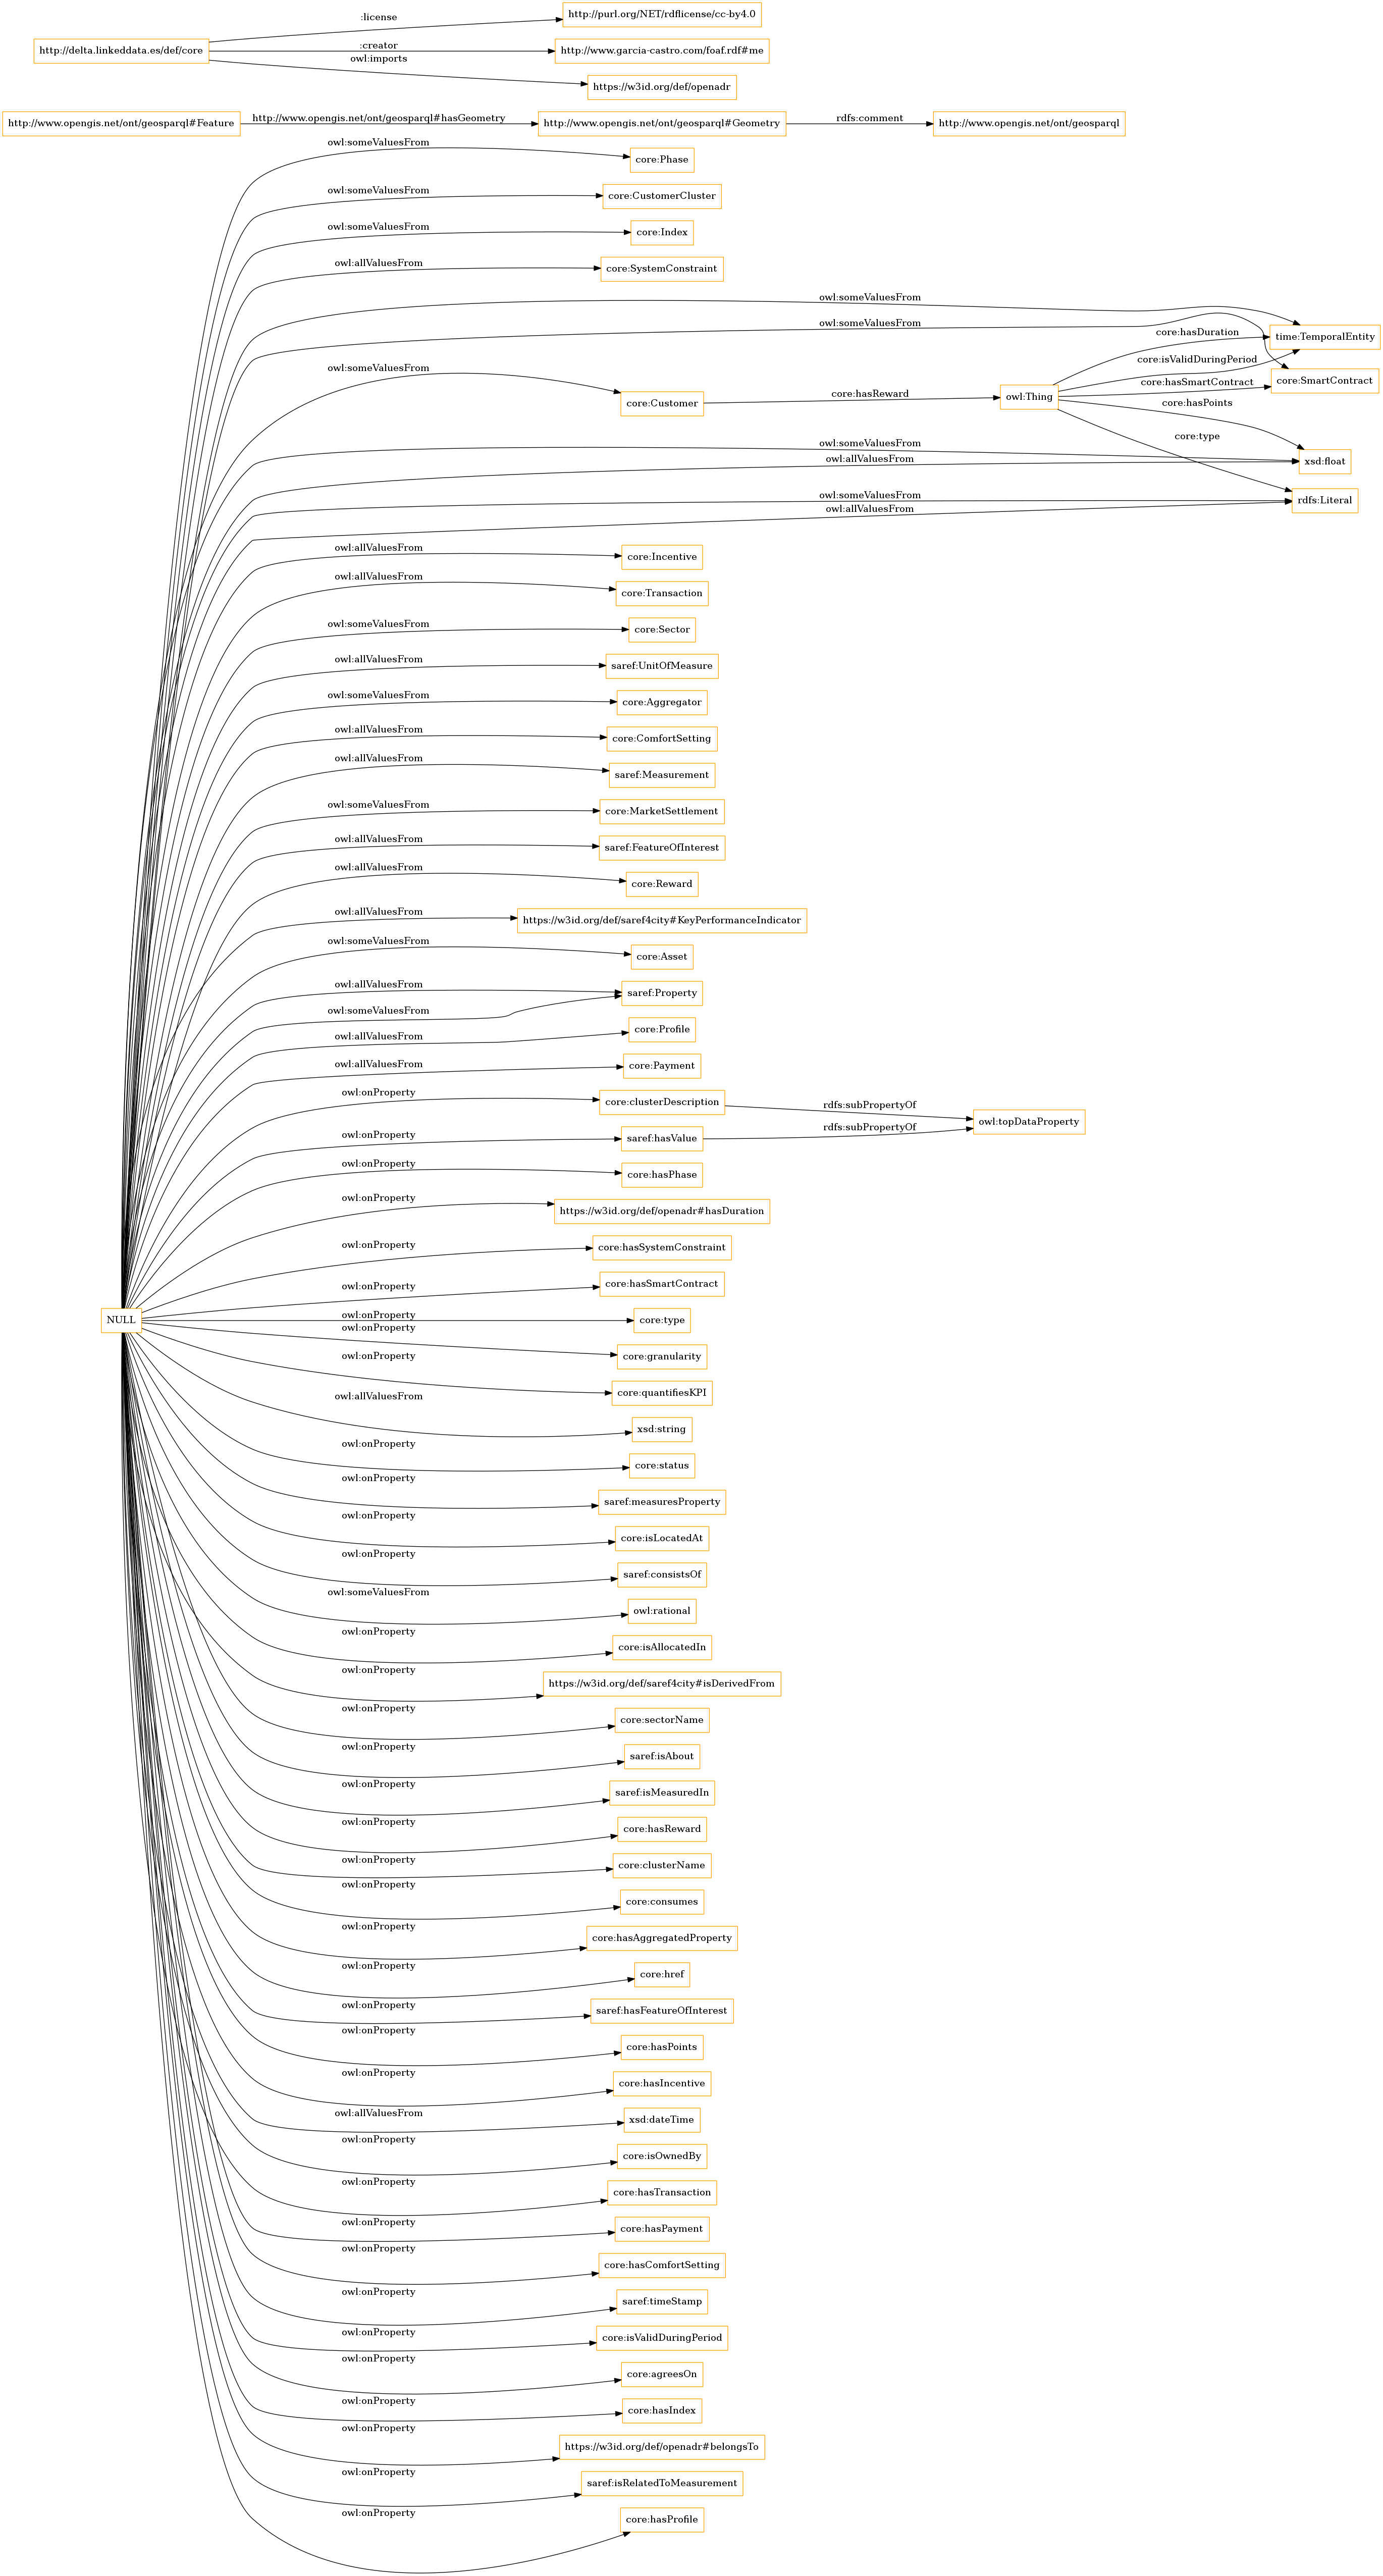 :license
http://purl.org/NET/rdflicense/cc-by4.0
http://delta.linkeddata.es/def/core
:creator
http://www.garcia-castro.com/foaf.rdf#me
owl:imports
https://w3id.org/def/openadr
http://www.opengis.net/ont/geosparql#Feature
http://www.opengis.net/ont/geosparql#hasGeometry
http://www.opengis.net/ont/geosparql#Geometry
rdfs:comment
http://www.opengis.net/ont/geosparql
owl:someValuesFrom
core:Phase
owl:someValuesFrom
core:CustomerCluster
owl:someValuesFrom
core:Index
owl:allValuesFrom
core:SystemConstraint
owl:someValuesFrom
time:TemporalEntity
owl:someValuesFrom
core:hasDuration
core:isValidDuringPeriod
owl:someValuesFrom
core:Customer
core:hasReward
owl:Thing
core:hasSmartContract
core:SmartContract
core:hasPoints
core:type
owl:someValuesFrom
owl:allValuesFrom
xsd:float
owl:someValuesFrom
rdfs:Literal
owl:allValuesFrom
owl:allValuesFrom
core:Incentive
owl:allValuesFrom
core:Transaction
owl:someValuesFrom
core:Sector
owl:allValuesFrom
saref:UnitOfMeasure
owl:someValuesFrom
core:Aggregator
owl:allValuesFrom
core:ComfortSetting
owl:allValuesFrom
saref:Measurement
owl:someValuesFrom
core:MarketSettlement
owl:allValuesFrom
saref:FeatureOfInterest
owl:allValuesFrom
core:Reward
owl:allValuesFrom
https://w3id.org/def/saref4city#KeyPerformanceIndicator
owl:someValuesFrom
core:Asset
owl:allValuesFrom
saref:Property
owl:someValuesFrom
owl:allValuesFrom
core:Profile
owl:allValuesFrom
core:Payment
owl:onProperty
core:clusterDescription
rdfs:subPropertyOf
owl:topDataProperty
owl:onProperty
saref:hasValue
rdfs:subPropertyOf
owl:onProperty
core:hasPhase
owl:onProperty
https://w3id.org/def/openadr#hasDuration
owl:onProperty
core:hasSystemConstraint
owl:onProperty
core:hasSmartContract
NULL
owl:onProperty
core:type
owl:onProperty
core:granularity
owl:onProperty
core:quantifiesKPI
owl:allValuesFrom
xsd:string
owl:onProperty
core:status
owl:onProperty
saref:measuresProperty
owl:onProperty
core:isLocatedAt
owl:onProperty
saref:consistsOf
owl:someValuesFrom
owl:rational
owl:onProperty
core:isAllocatedIn
owl:onProperty
https://w3id.org/def/saref4city#isDerivedFrom
owl:onProperty
core:sectorName
owl:onProperty
saref:isAbout
owl:onProperty
saref:isMeasuredIn
owl:onProperty
core:hasReward
owl:onProperty
core:clusterName
owl:onProperty
core:consumes
owl:onProperty
core:hasAggregatedProperty
owl:onProperty
core:href
owl:onProperty
saref:hasFeatureOfInterest
owl:onProperty
core:hasPoints
owl:onProperty
core:hasIncentive
owl:allValuesFrom
xsd:dateTime
owl:onProperty
core:isOwnedBy
owl:onProperty
core:hasTransaction
owl:onProperty
core:hasPayment
owl:onProperty
core:hasComfortSetting
owl:onProperty
saref:timeStamp
owl:onProperty
core:isValidDuringPeriod
owl:onProperty
core:agreesOn
owl:onProperty
core:hasIndex
owl:onProperty
https://w3id.org/def/openadr#belongsTo
owl:onProperty
saref:isRelatedToMeasurement
owl:onProperty
core:hasProfile